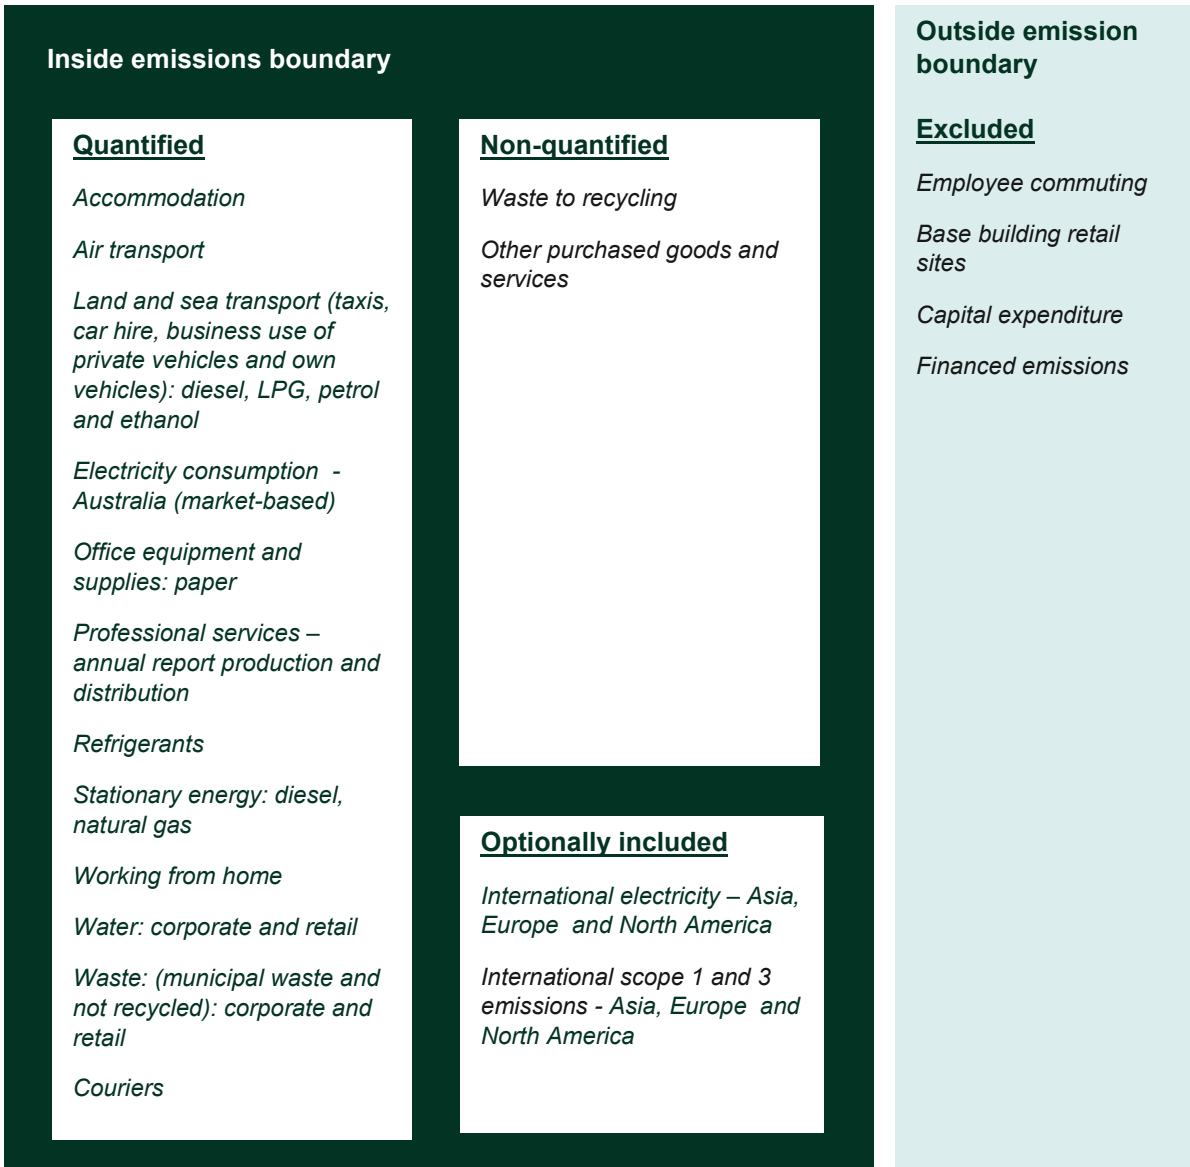 Inside emissions boundary
Quantified
Accommodation
Air transport
Land and sea transport (taxis,
car hire, business use of
private vehicles and own
vehicles): diesel, LPG, petrol
and ethanol
Electricity consumption  -
Australia (market-based)
Office equipment and
supplies: paper
Professional services –
annual report production and
distribution
Refrigerants
Stationary energy: diesel,
natural gas
Working from home
Water: corporate and retail
Waste: (municipal waste and
not recycled): corporate and
retail
Couriers
Non-quantified
Waste to recycling
Other purchased goods and
services
Optionally included
International electricity – Asia,
Europe  and North America
International scope 1 and 3
emissions - Asia, Europe  and
North America
Outside emission
boundary
Excluded
Employee commuting
Base building retail
sites
Capital expenditure
Financed emissions